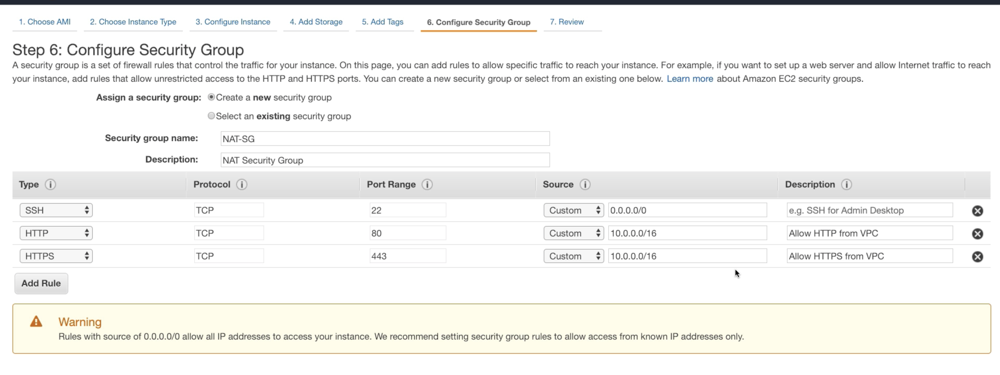 1. Choose AMI 2. Choose Instance Type 3. Configure Instance 4. Add Storage 5. Add Tags 6. Configure Security Group 7. Review
Step 6: Configure Security Group
A security group is a set of firewall rules that control the traffic for your instance. On this page, you can add rules to allow specific traffic to reach your instance. For example, if you want to set up a web server and allow Internet traffic to reach
your instance, add rules that allow unrestricted access to the HTTP and HTTPS ports. You can create a new security group or select from an existing one below. Learn more about Amazon EC2 security groups.
Assign a security group: Create a new security group
Select an existing security group
Security group name: NAT-SG
Description: NAT Security Group
Type Protocol Port Range Source Description
SSH TCP 22 Custom 0.0.0.0/0 e.g. SSH for Admin Desktop
HTTP TCP 80 Custom 10.0.0.0/16 Allow HTTP from VPC
HTTPS TCP 443 Custom 10.0.0.0/16 Allow HTTPS from VPC
Add Rule
Warning
Rules with source of 0.0.0.0/0 allow all IP addresses to access your instance. We recommend setting security group rules to allow access from known IP addresses only.